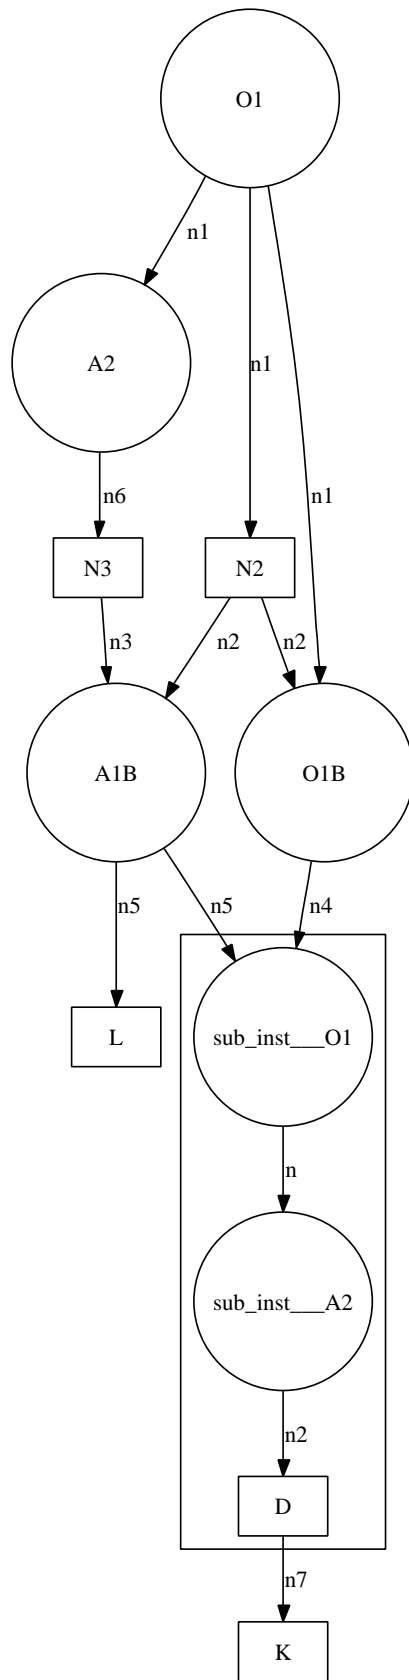 O1
n1
A2
n1
n1
n6
N3
N2
n3
n2
n2
A1B
O1B
n5
n5
n4
L
sub_inst___O1
n
sub_inst___A2
n2
D
n7
K